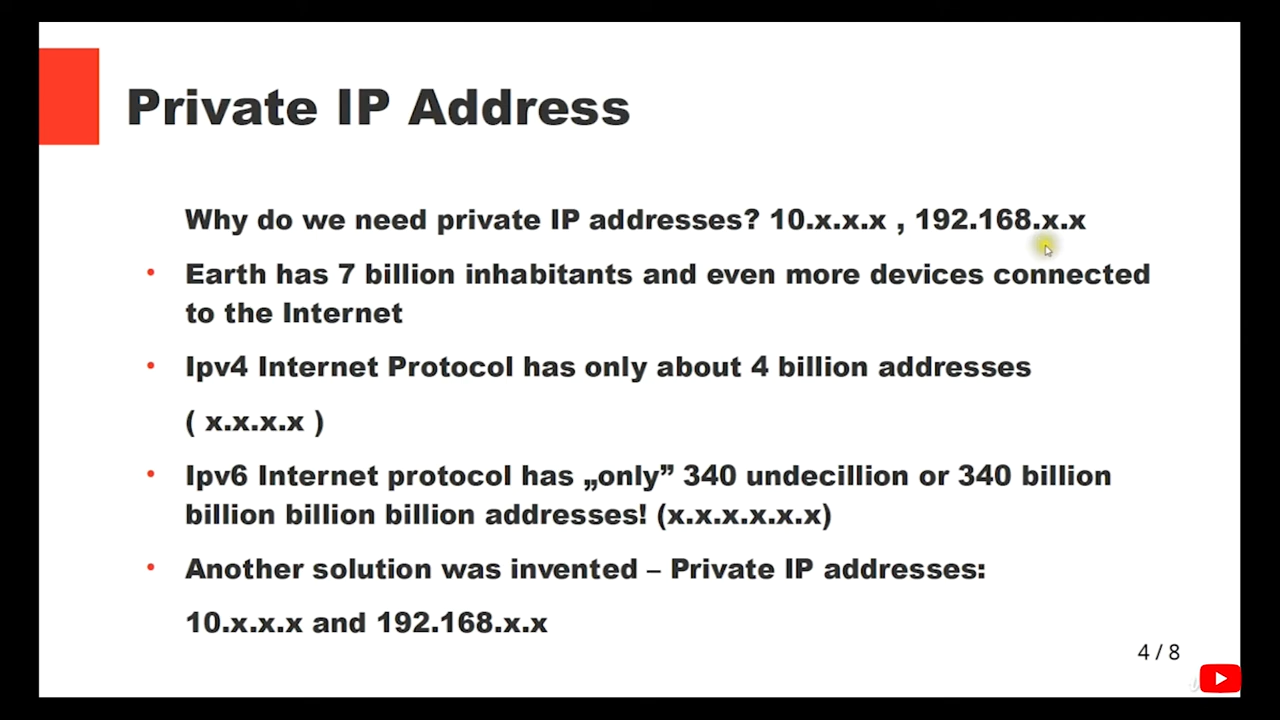 Private IP Address
Why do we need private IP addresses? 10.x.x.x , 192.168.x.x
• Earth has 7 billion inhabitants and even more devices connected
to the Internet
• Ipv4 Internet Protocol has only about 4 billion addresses
( x.x.x.x )
• Ipv6 Internet protocol has „only” 340 undecillion or 340 billion
billion billion billion addresses! (x.x.x.x.x.x)
• Another solution was invented – Private IP addresses:
10.x.x.x and 192.168.x.x
4 / 8